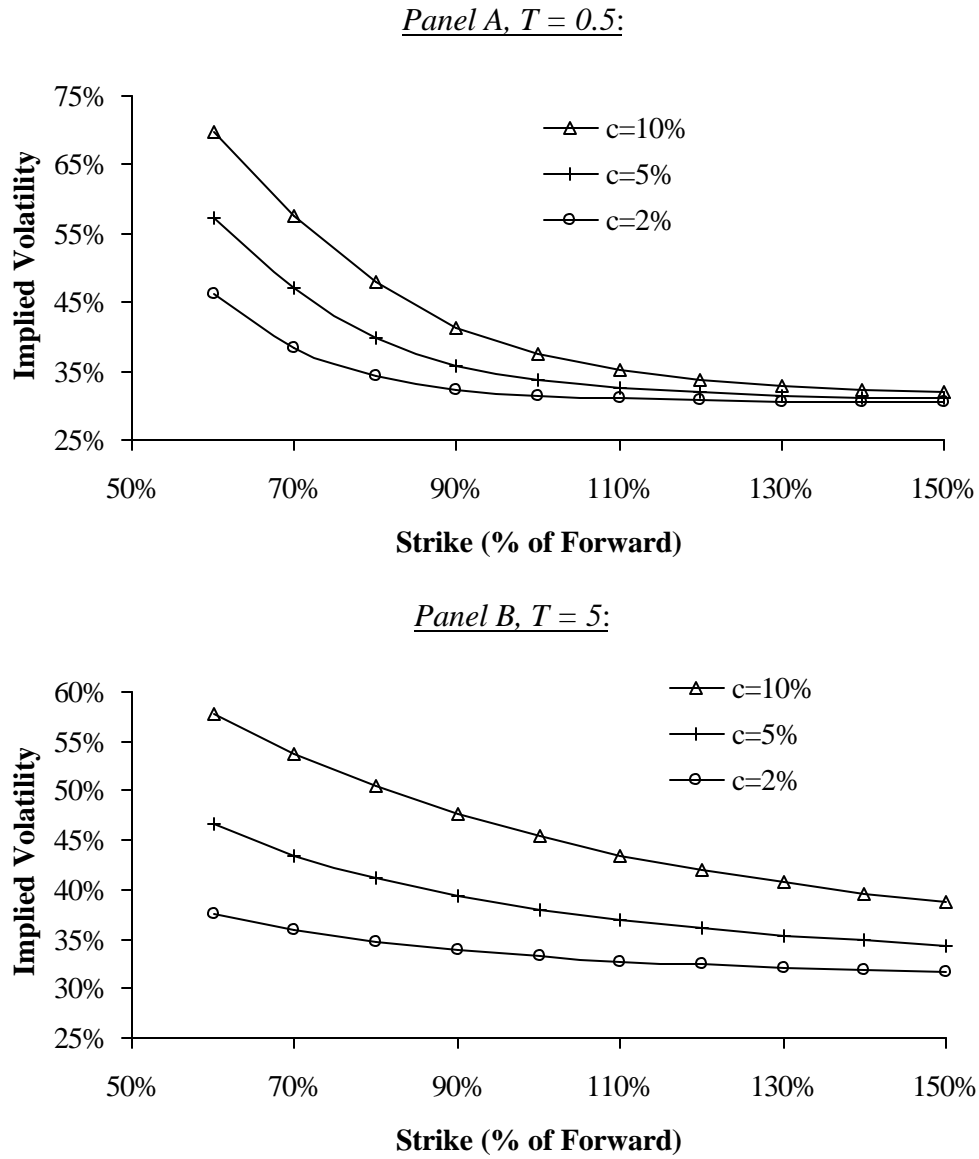 Panel A, T = 0.5:
75%
65%
55%
45%
35%
25%
Implied Volatility
c=10%
c=5%
c=2%
50% 70% 90% 110% 130% 150%
Strike (% of Forward)
Panel B, T = 5:
60%
55%
50%
45%
40%
35%
30%
25%
Implied Volatility
c=10%
c=5%
c=2%
50% 70% 90% 110% 130% 150%
Strike (% of Forward)